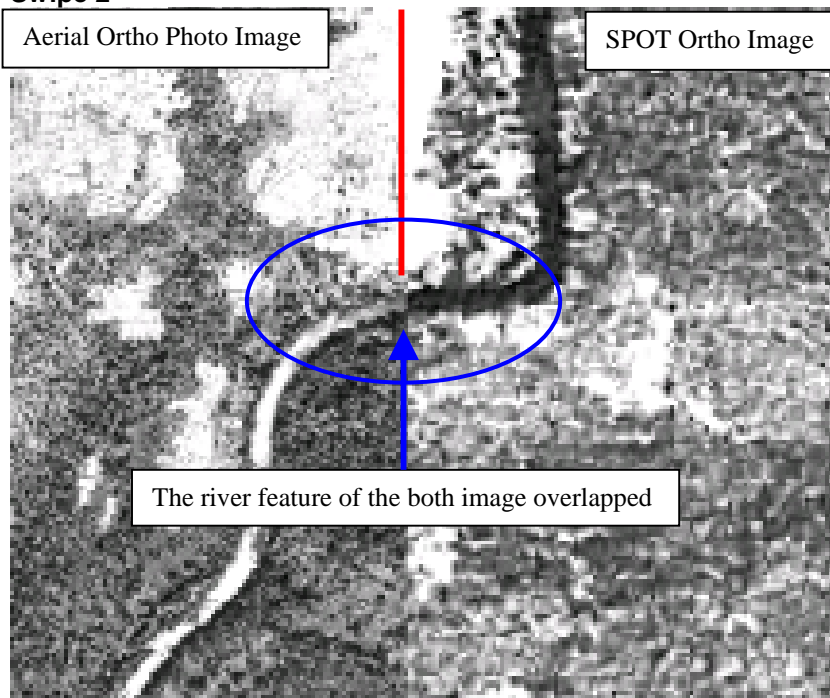 Aerial Ortho Photo Image
SPOT Ortho Image
The river feature of the both image overlapped